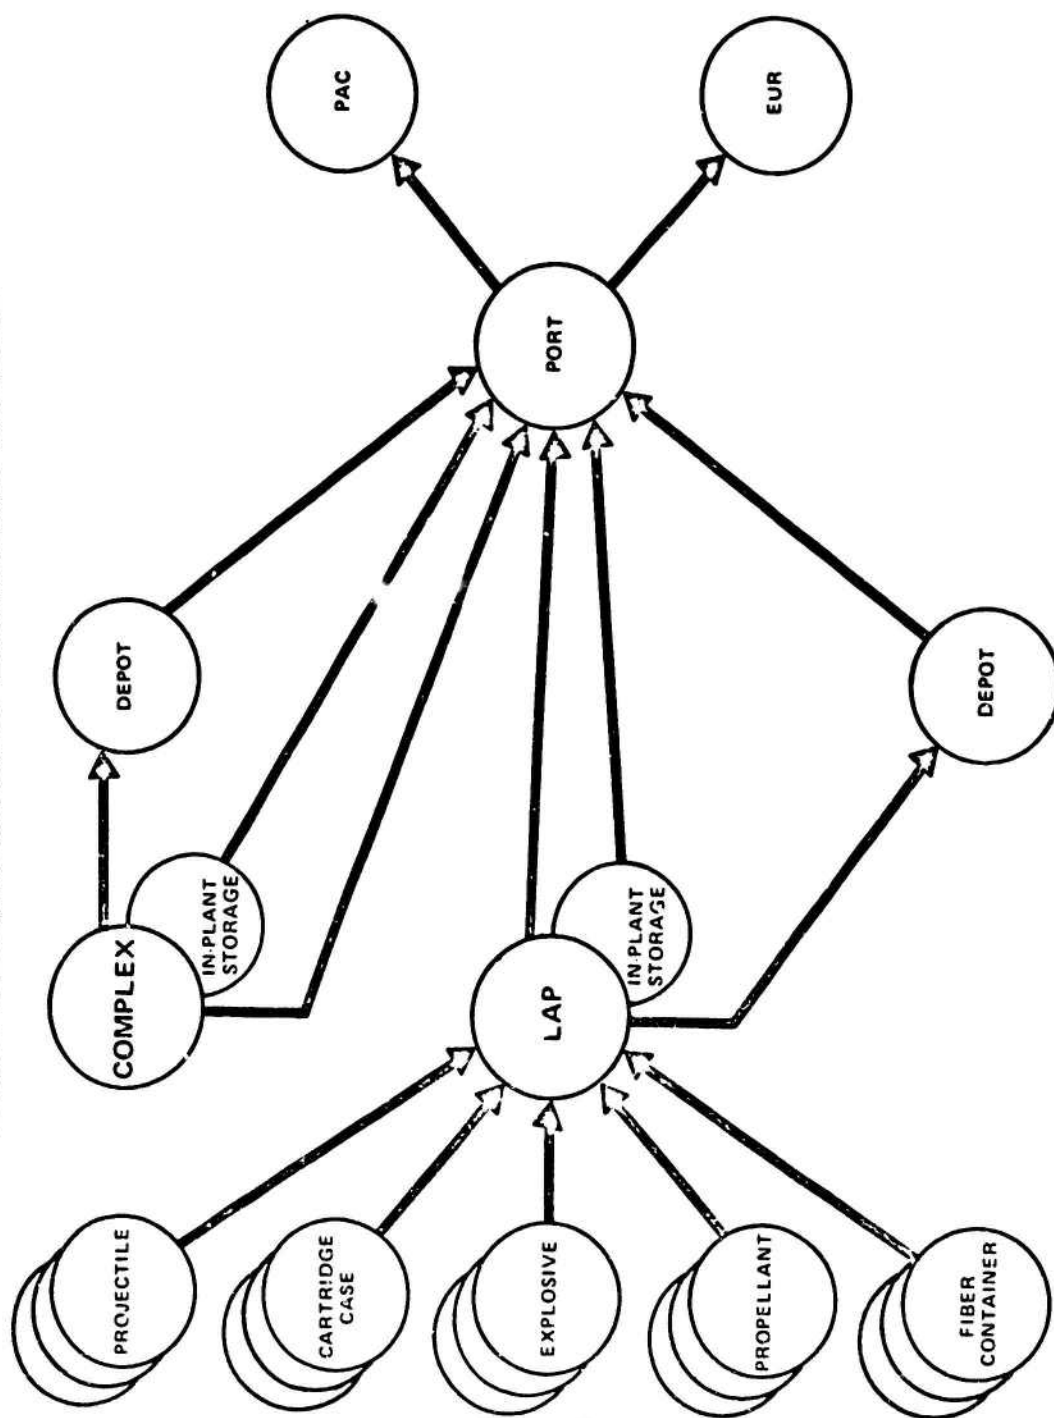 PROJECTILE
CARTRIDGE
CASE
EXPLOSIVE
PROPELLANT
FIBER
CONTAINER
COMPLEX
IN-PLANT
STORAGE
LAP
IN-PLANT
STORAGE
DEPOT
DEPOT
PORT
PAC
EUR